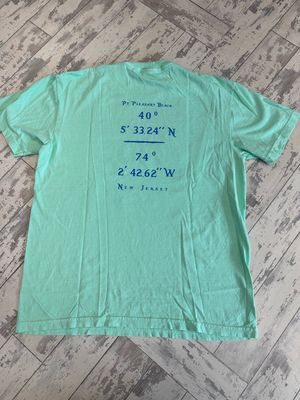 Pt. Pleasant Beach
40°
5' 33.24" N
74°
2' 42.62" W
New Jersey